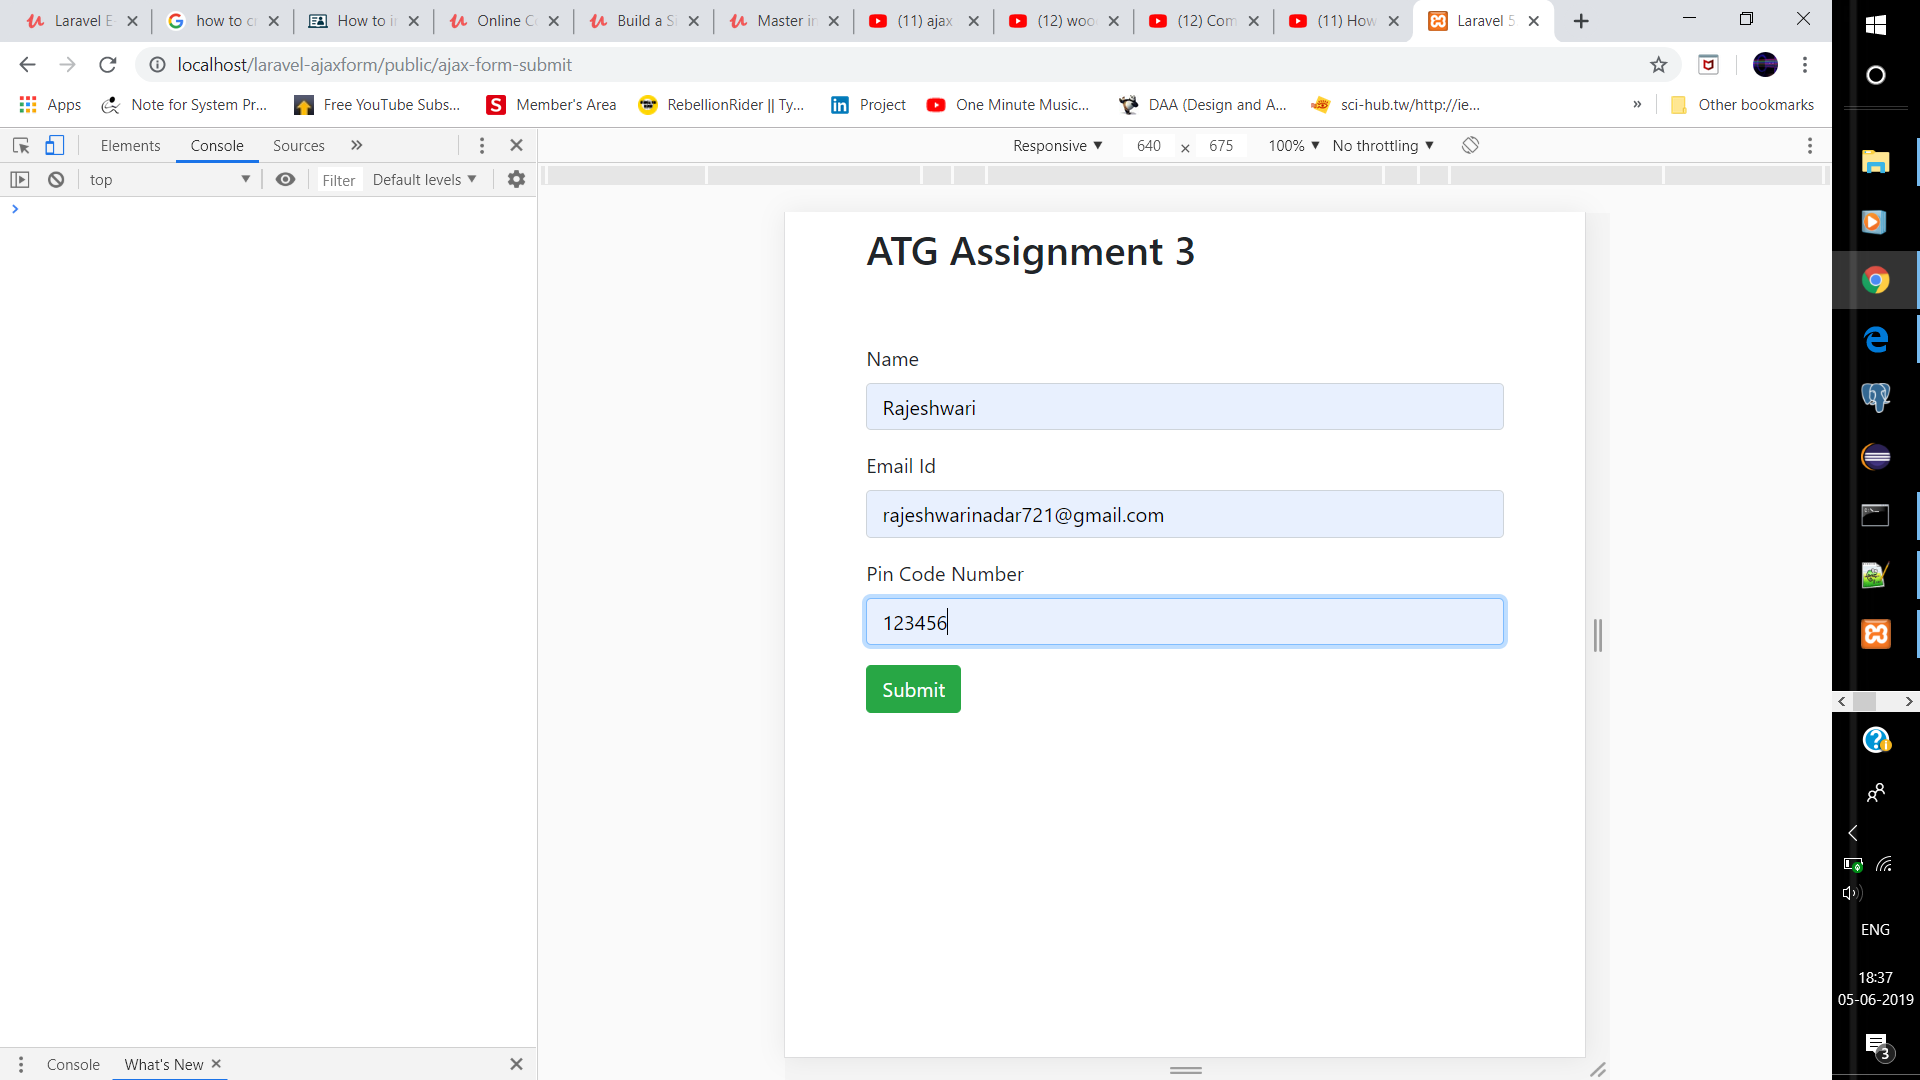 Laravel E-
how to cr
How to i
Online C
Build a S
Master i
(11) ajax
(12) woo
(12) Com
(11) How
Laravel 5
localhost/laravel-ajaxform/public/ajax-form-submit
Apps
Note for System Pr...
Free YouTube Subs...
Member's Area
RebellionRider || Ty...
Project
One Minute Music...
DAA (Design and A...
sci-hub.tw/http://ie...
»
Other bookmarks
Elements
Console
Sources
»
Responsive
640 × 675
100%
No throttling
top
Filter
Default levels
ATG Assignment 3
Name
Rajeshwari
Email Id
rajeshwarinadar721@gmail.com
Pin Code Number
123456
Submit
Console
What's New
ENG
18:37
05-06-2019
3